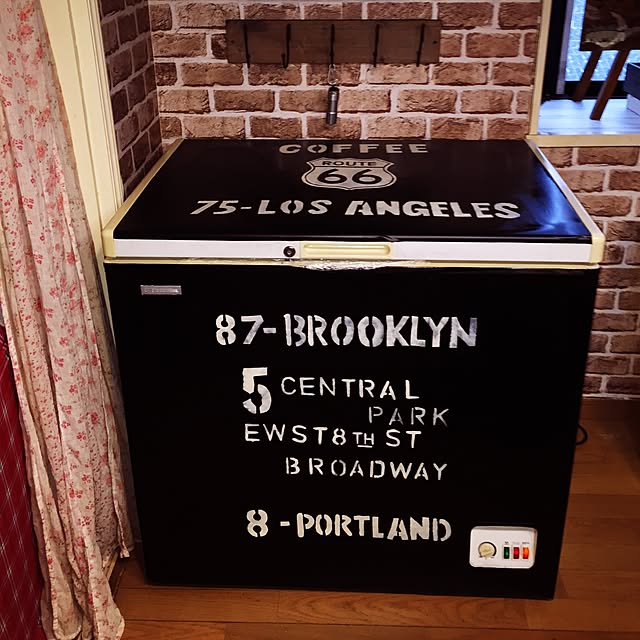 COFFEE
ROUTE
66
75-LOS ANGELES
87-BROOKLYN
5 CENTRAL
PARK
EWST8TH ST
BROADWAY
8-PORTLAND